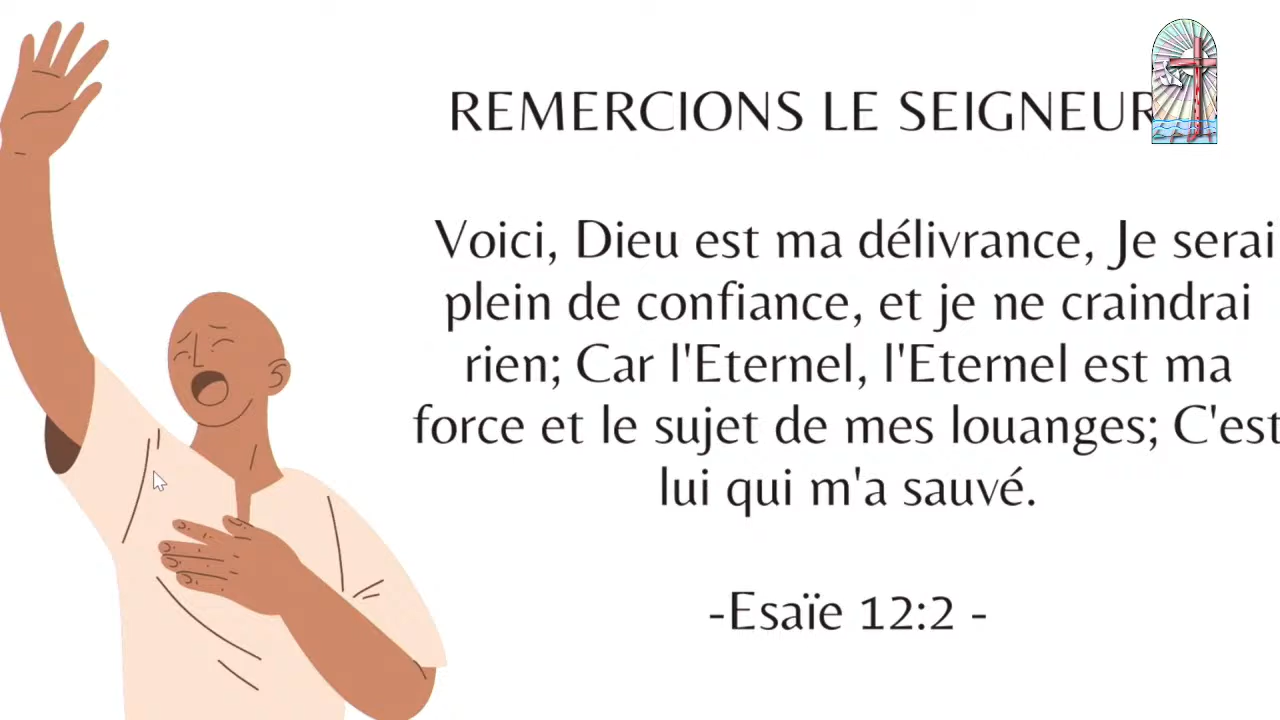 REMERCIONS LE SEIGNEUR
Voici, Dieu est ma délivrance, Je serai
plein de confiance, et je ne craindrai
rien; Car l'Eternel, l'Eternel est ma
force et le sujet de mes louanges; C'est
lui qui m'a sauvé.
-Esaïe 12:2 -